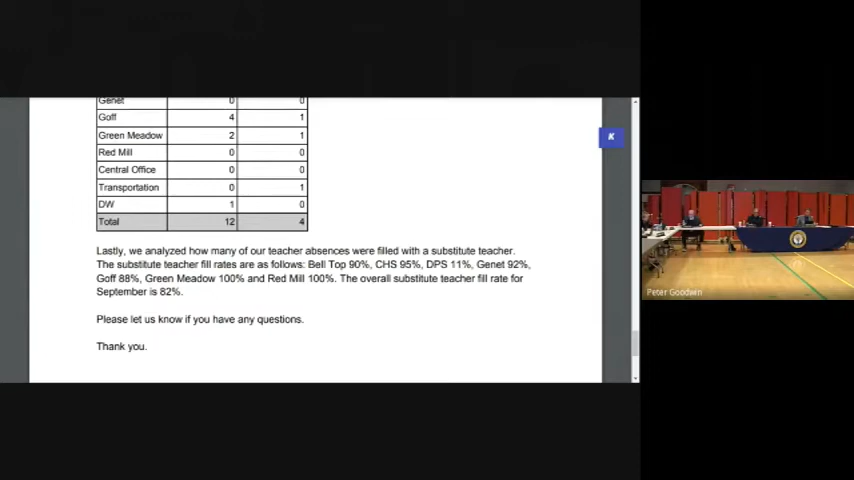 Genet 0 0
Goff 4 1
Green Meadow 2 1
Red Mill 0 0
Central Office 0 0
Transportation 0 1
DW 1 0
Total 12 4
K
Lastly, we analyzed how many of our teacher absences were filled with a substitute teacher.
The substitute teacher fill rates are as follows: Bell Top 90%, CHS 95%, DPS 11%, Genet 92%,
Goff 88%, Green Meadow 100% and Red Mill 100%. The overall substitute teacher fill rate for
September is 82%.
Please let us know if you have any questions.
Thank you.
Peter Goodwin